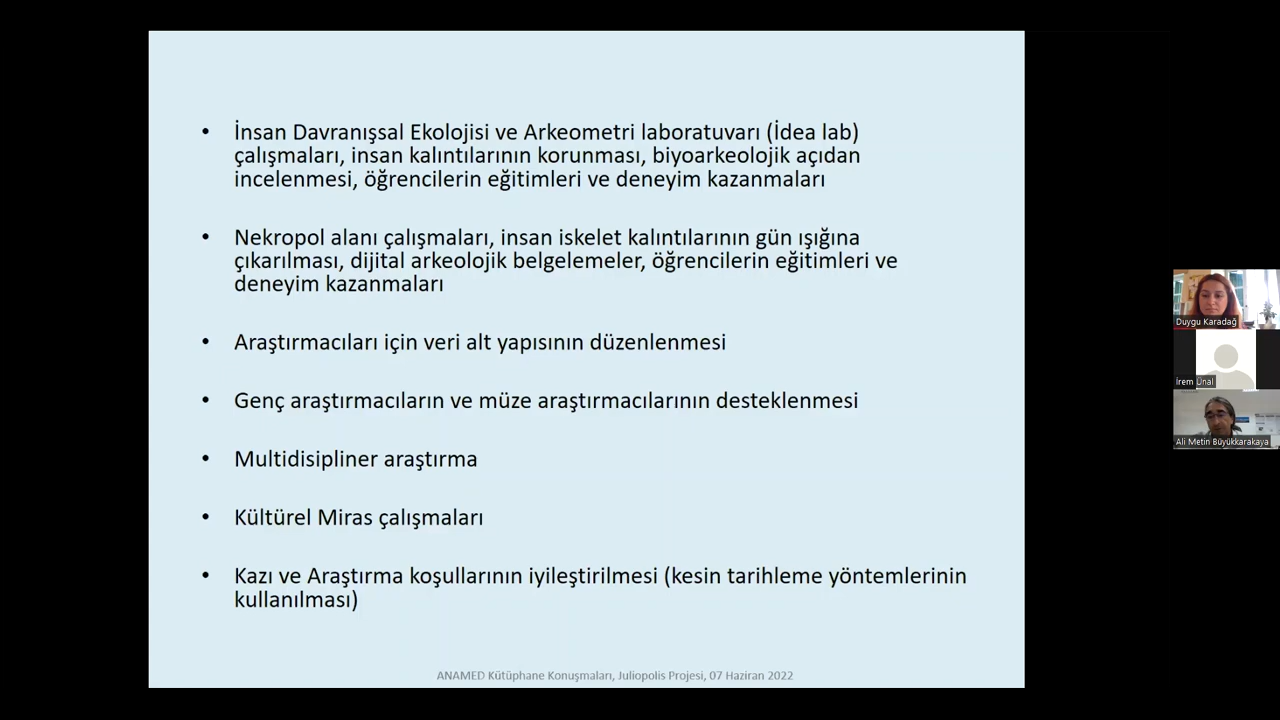 • İnsan Davranışsal Ekolojisi ve Arkeometri laboratuvarı (İdea lab)
çalışmaları, insan kalıntılarının korunması, biyoarkeolojik açıdan
incelenmesi, öğrencilerin eğitimleri ve deneyim kazanmaları
• Nekropol alanı çalışmaları, insan iskelet kalıntılarının gün ışığına
çıkarılması, dijital arkeolojik belgelemeler, öğrencilerin eğitimleri ve
deneyim kazanmaları
• Araştırmacıları için veri alt yapısının düzenlenmesi
• Genç araştırmacıların ve müze araştırmacılarının desteklenmesi
• Multidisipliner araştırma
• Kültürel Miras çalışmaları
• Kazı ve Araştırma koşullarının iyileştirilmesi (kesin tarihleme yöntemlerinin
kullanılması)
ANAMED Kütüphane Konuşmaları, Juliopolis Projesi, 07 Haziran 2022
Duygu Karadağ
İrem Ünal
Ali Metin Büyükkarakaya